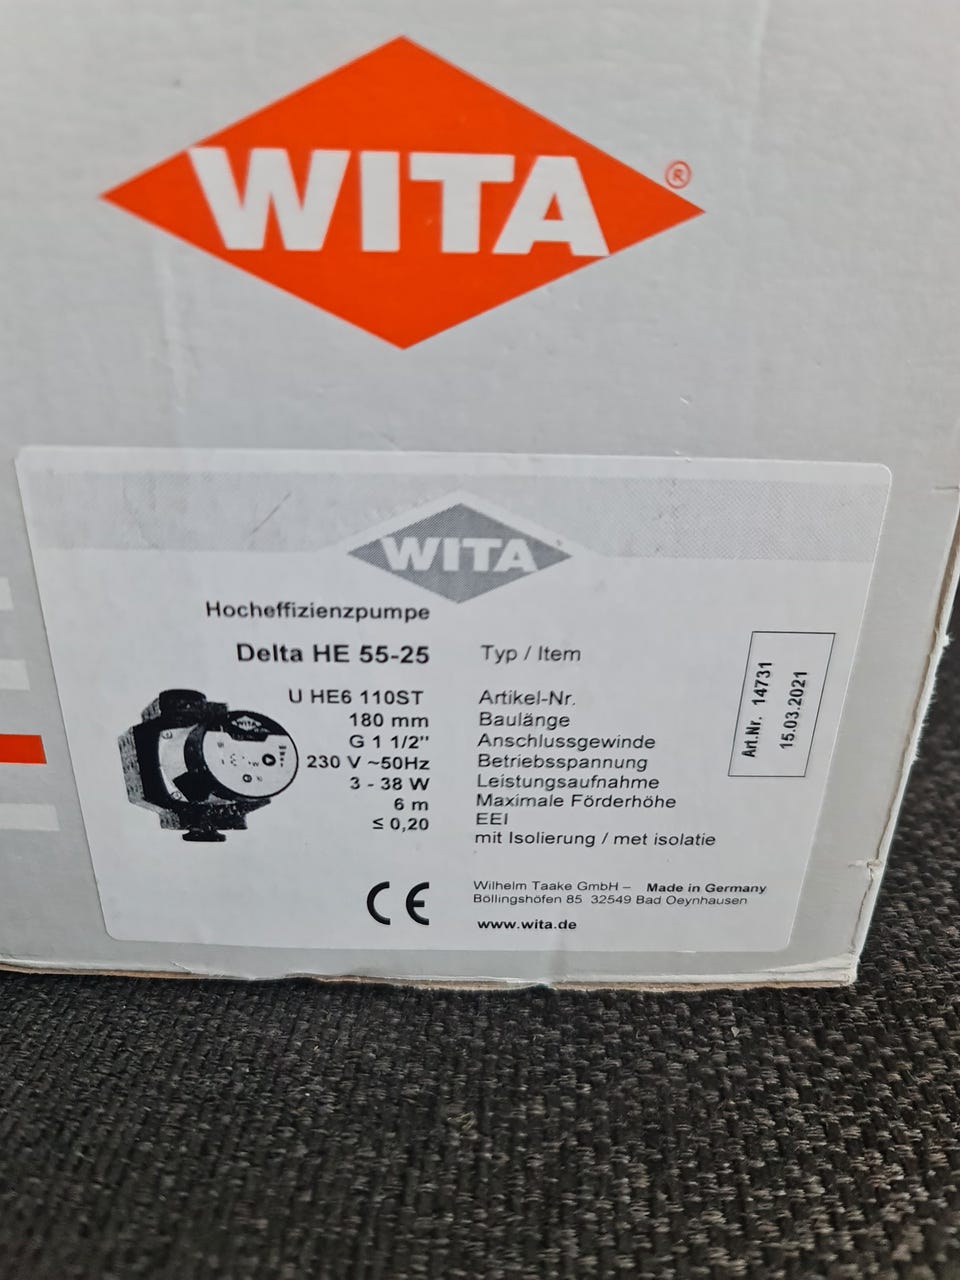 WITA®
WITA
Hocheffizienzpumpe
Delta HE 55-25 Typ / Item
U HE6 110ST Artikel-Nr.
180 mm Baulänge
G 1 1/2" Anschlussgewinde
230 V ~50Hz Betriebsspannung
3 - 38 W Leistungsaufnahme
6 m Maximale Förderhöhe
≤ 0,20 EEI
mit Isolierung / met isolatie
Art.Nr. 14731
15.03.2021
WITA
CE
Wilhelm Taake GmbH – Made in Germany
Böllingshöfen 85 32549 Bad Oeynhausen
www.wita.de